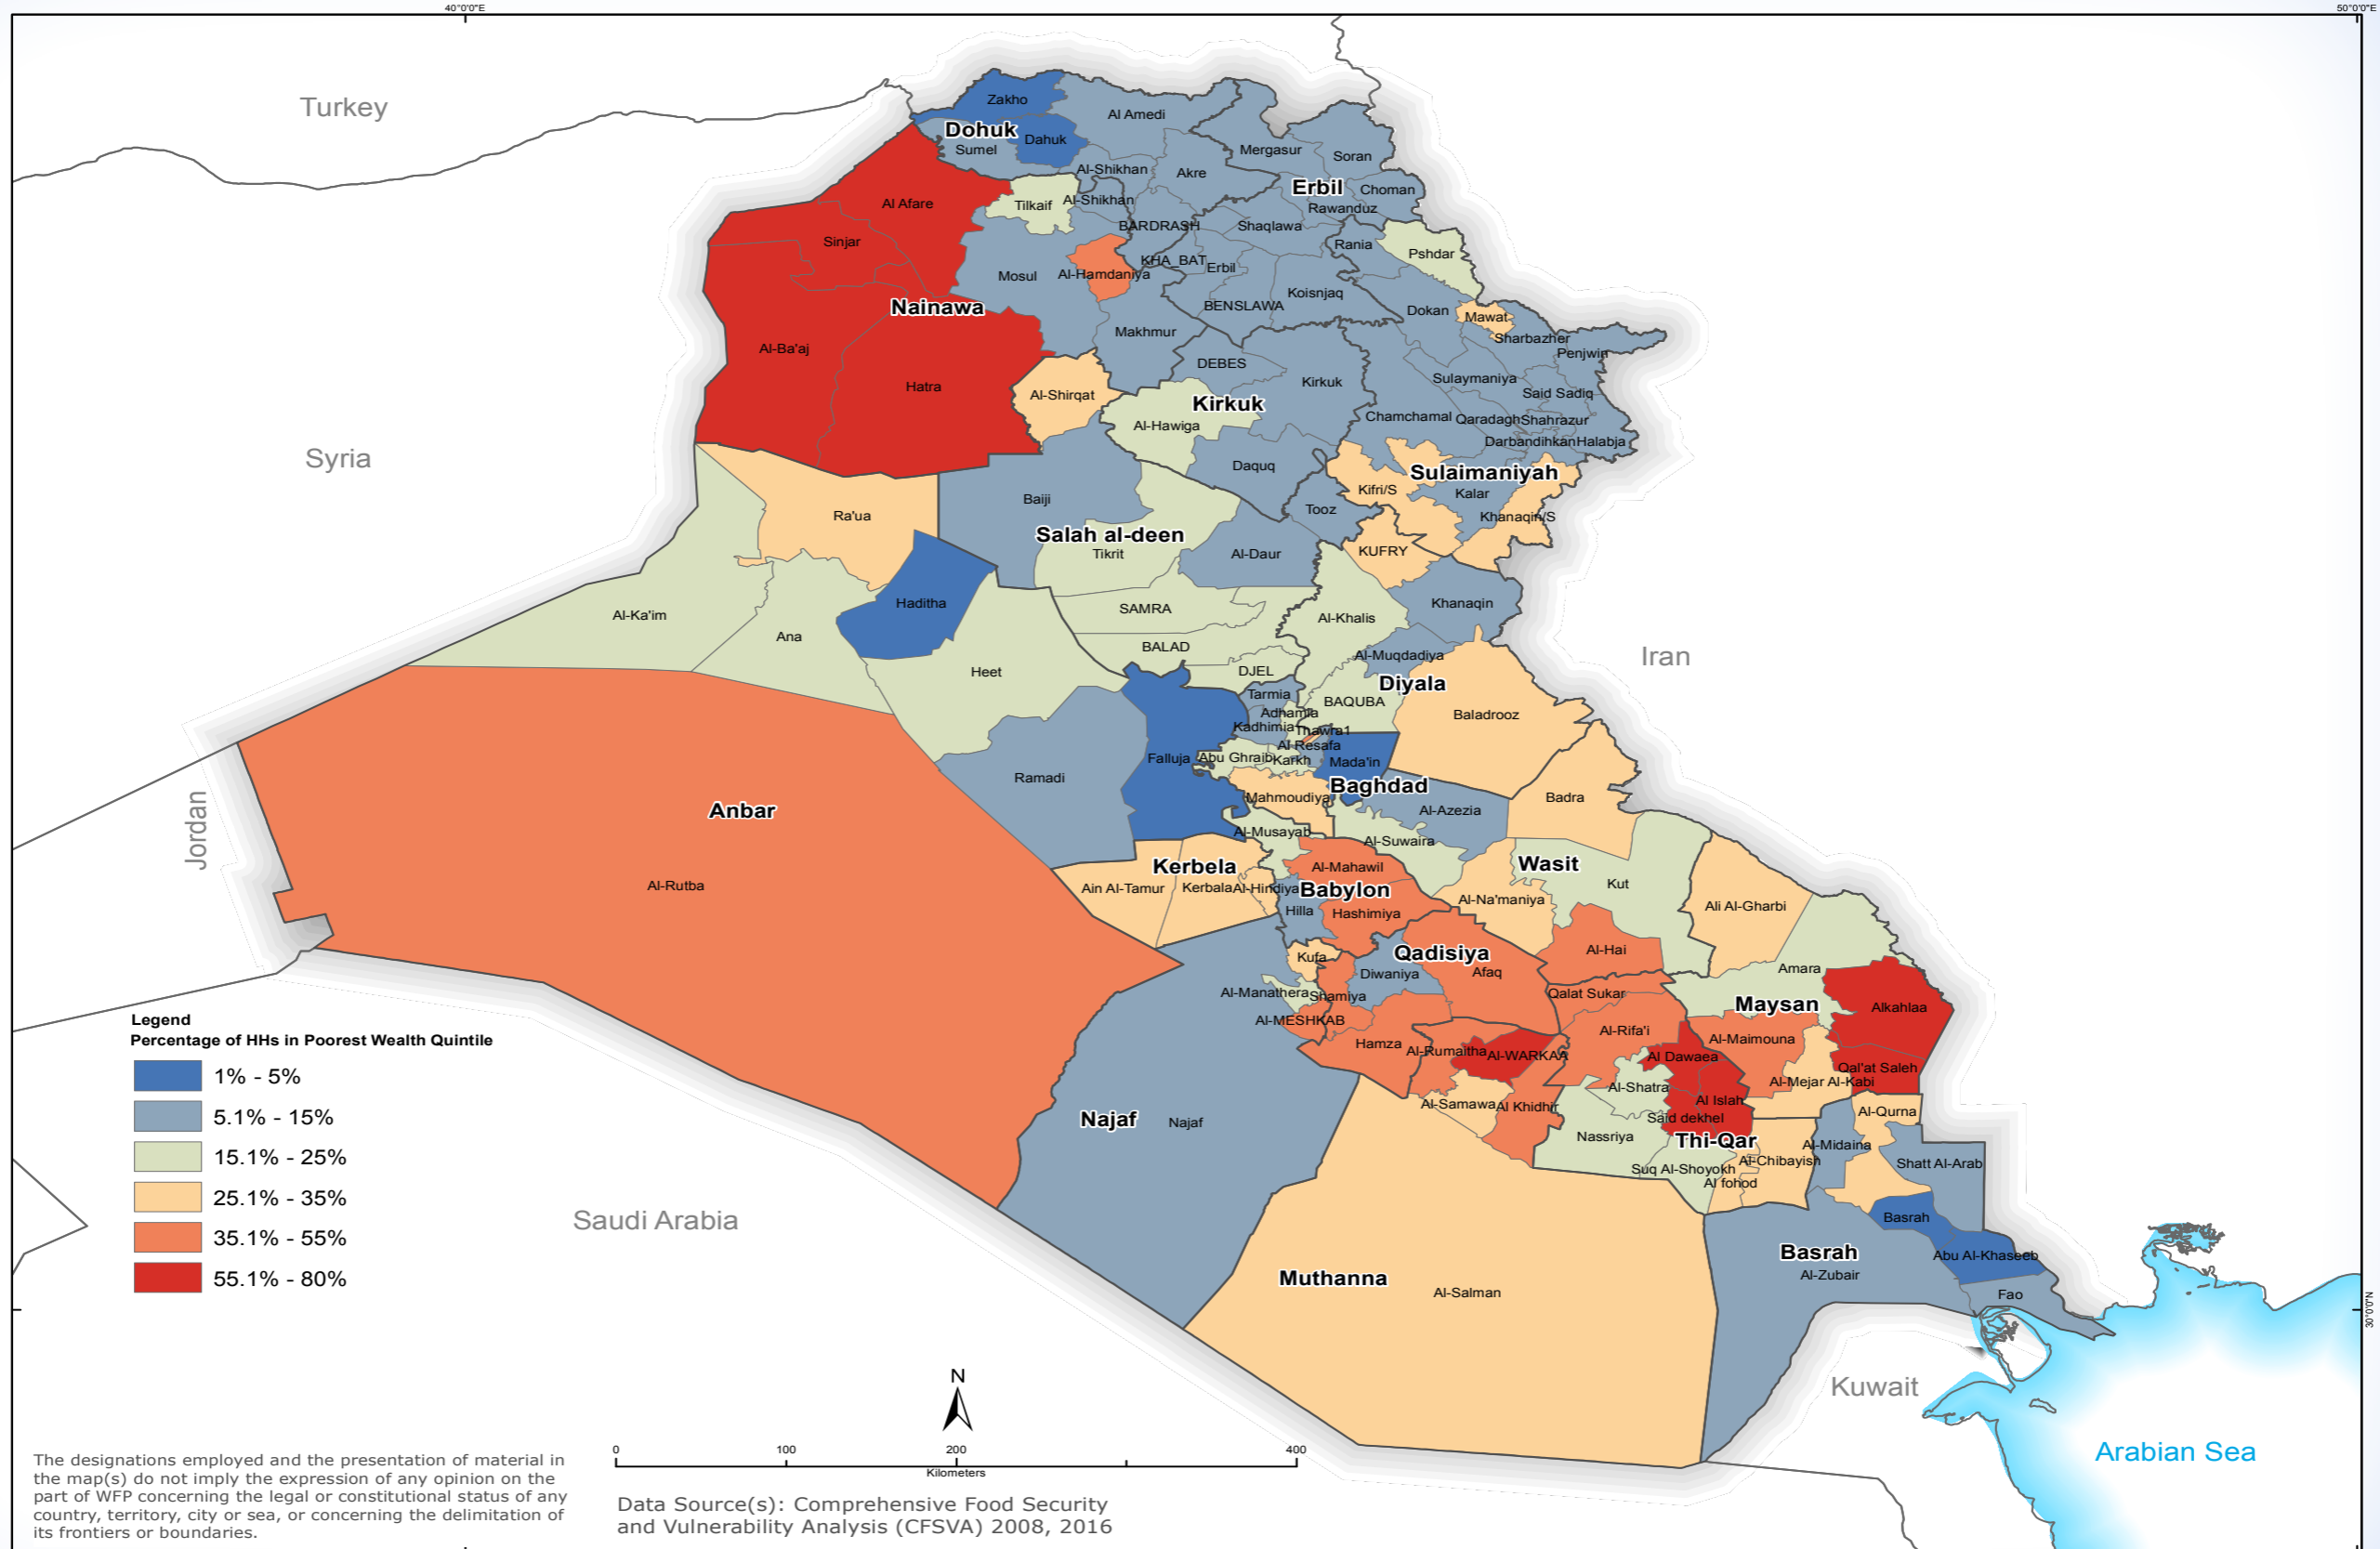 40°0'0"E
50°0'0"E
Turkey
Zakho
Al Amedi
Dohuk
Dahuk
Sumel
Mergasur
Soran
Al-Shikhan
Akre
Erbil
Choman
Al Afare
Tilkaif
Al-Shikhan
Rawanduz
BARDRASH
Shaqlawa
Sinjar
Rania
Pshdar
Mosul
Al-Hamdaniya
KHA_BAT
Erbil
Koisnjaq
Nainawa
BENSLAWA
Dokan
Mawat
Makhmur
Sharbazher
Al-Ba'aj
Penjwin
DEBES
Hatra
Kirkuk
Sulaymaniya
Al-Shirqat
Said Sadiq
Kirkuk
Chamchamal
Qaradagh
Shahrazur
Al-Hawiga
Darbandihkan
Halabja
Syria
Daquq
Sulaimaniyah
Kifri/S
Kalar
Baiji
Ra'ua
Tooz
Khanaqin/S
Salah al-deen
Tikrit
Al-Daur
KUFRY
Haditha
SAMRA
Khanaqin
Al-Ka'im
Al-Khalis
Ana
BALAD
Al-Muqdadiya
Iran
Heet
DJEL
Diyala
Tarmia
BAQUBA
Adhamia
Baladrooz
Kadhimia
Thawra1
Al Resafa
Falluja
Abu Ghraib
Karkh
Mada'in
Ramadi
Baghdad
Mahmoudiya
Badra
Anbar
Al-Azezia
Jordan
Al-Musayab
Al-Suwaira
Kerbela
Al-Mahawil
Wasit
Al-Rutba
Ain Al-Tamur
Kerbala
Al-Hindiya
Babylon
Kut
Al-Na'maniya
Hilla
Hashimiya
Ali Al-Gharbi
Qadisiya
Al-Hai
Kufa
Diwaniya
Afaq
Amara
Al-Manathera
Shamiya
Qalat Sukar
Maysan
Alkahlaa
Al-MESHKAB
Al-Rifa'i
Al-Maimouna
Hamza
Al-Rumaitha
Al-WARKAA
Al Dawaea
Qal'at Saleh
Al-Mejar Al-Kabi
Al-Shatra
Al-Samawa
Al Khidhir
Al Islah
Al-Qurna
Said dekhel
Najaf
Najaf
Nassriya
Thi-Qar
Al-Midaina
Al-Chibayish
Shatt Al-Arab
Suq Al-Shoyokh
Al fohod
Basrah
Saudi Arabia
Basrah
Abu Al-Khaseeb
Al-Zubair
Muthanna
Al-Salman
Fao
30°0'0"N
Kuwait
Arabian Sea
Legend
Percentage of HHs in Poorest Wealth Quintile
1% - 5%
5.1% - 15%
15.1% - 25%
25.1% - 35%
35.1% - 55%
55.1% - 80%
N
0 100 200 400
Kilometers
The designations employed and the presentation of material in
the map(s) do not imply the expression of any opinion on the
part of WFP concerning the legal or constitutional status of any
country, territory, city or sea, or concerning the delimitation of
its frontiers or boundaries.
Data Source(s): Comprehensive Food Security
and Vulnerability Analysis (CFSVA) 2008, 2016